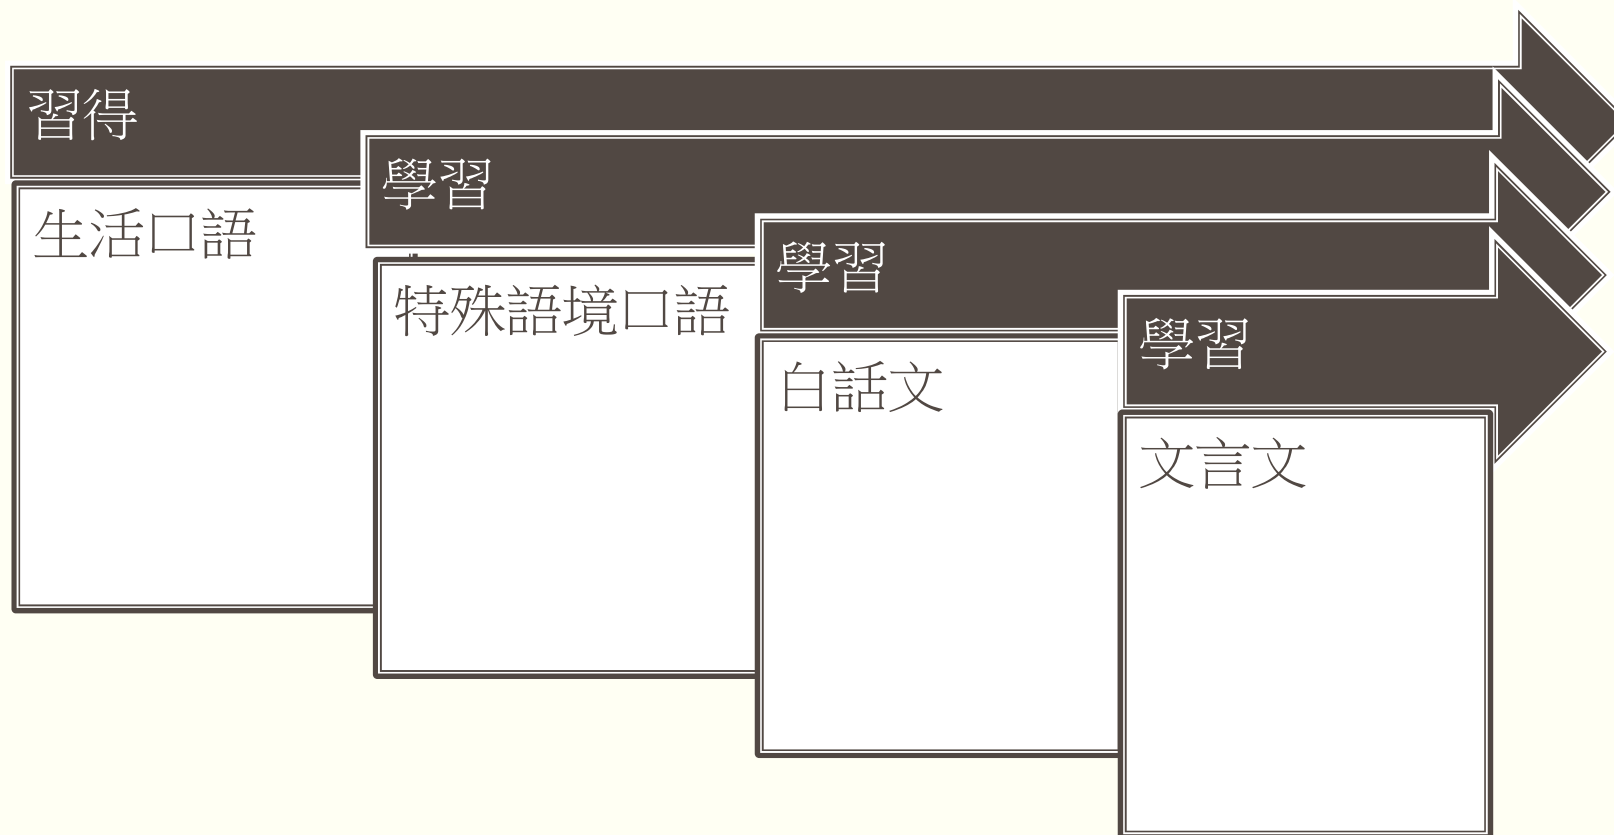 習得
生活口語
學習
特殊語境口語
學習
白話文
學習
文言文